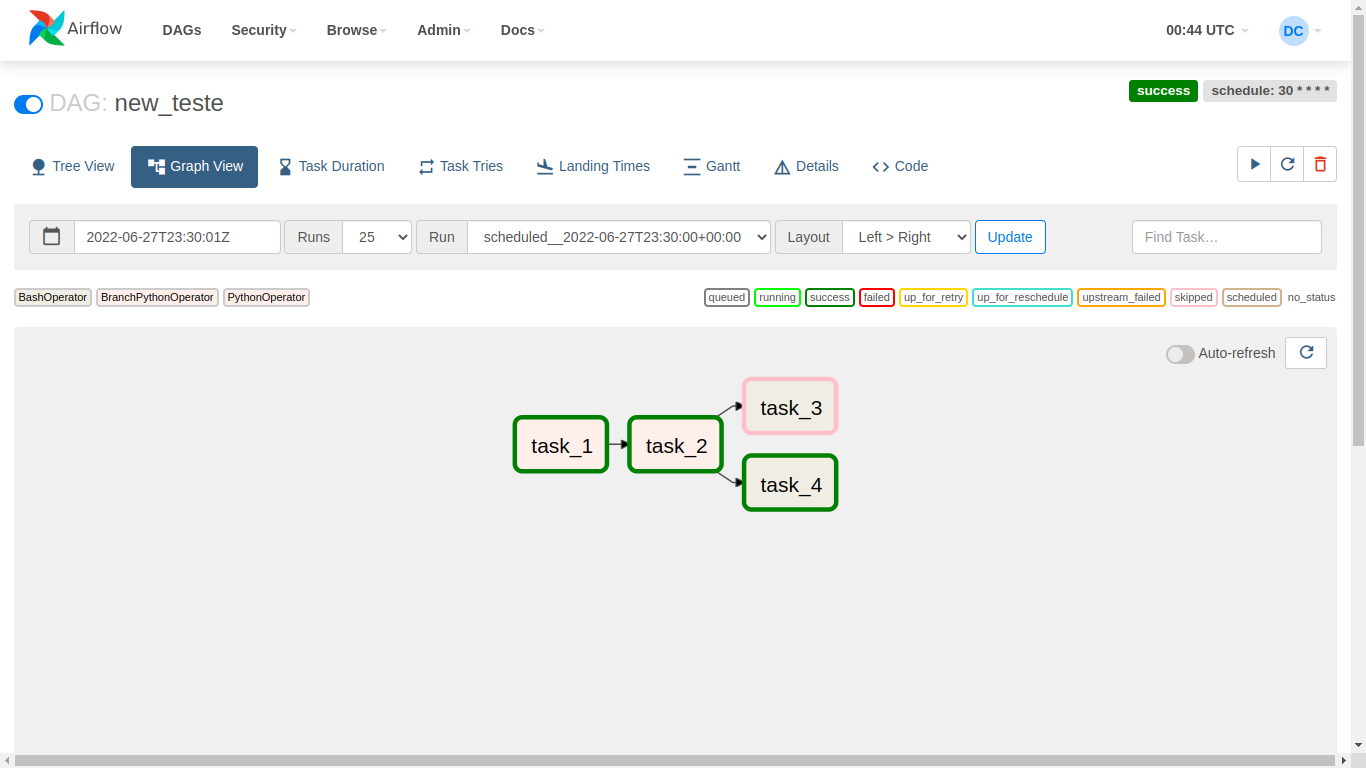 Airflow DAGs Security Browse Admin Docs 00:44 UTC DC
success schedule: 30 * * * *
DAG: new_teste
Tree View Graph View Task Duration Task Tries Landing Times Gantt Details Code
2022-06-27T23:30:01Z Runs 25 Run scheduled__2022-06-27T23:30:00+00:00 Layout Left > Right Update Find Task…
BashOperator BranchPythonOperator PythonOperator queued running success failed up_for_retry up_for_reschedule upstream_failed skipped scheduled no_status
Auto-refresh
task_3
task_1 task_2
task_4